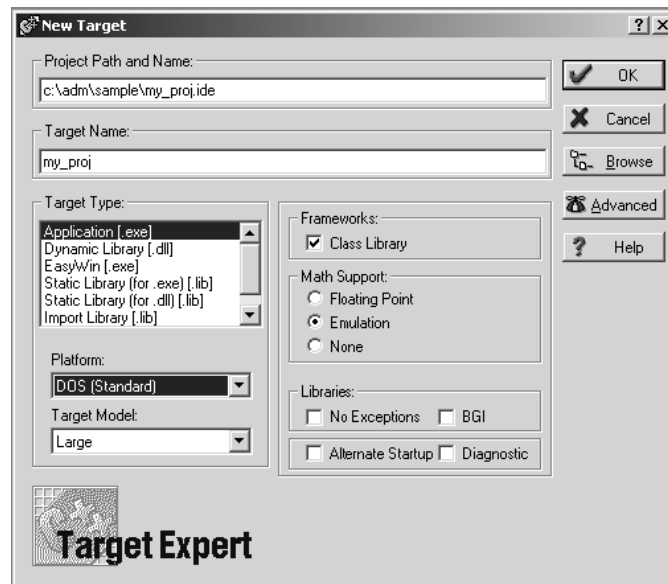 New Target
Project Path and Name:
c:\adm\sample\my_proj.ide
Target Name:
my_proj
Target Type:
Application [.exe]
Dynamic Library [.dll]
EasyWin [.exe]
Static Library (for .exe) [.lib]
Static Library (for .dll) [.lib]
Import Library [.lib]
Platform:
DOS (Standard)
Target Model:
Large
Frameworks:
Class Library
Math Support:
Floating Point
Emulation
None
Libraries:
No Exceptions BGI
Alternate Startup Diagnostic
OK
Cancel
Browse
Advanced
? Help
Target Expert